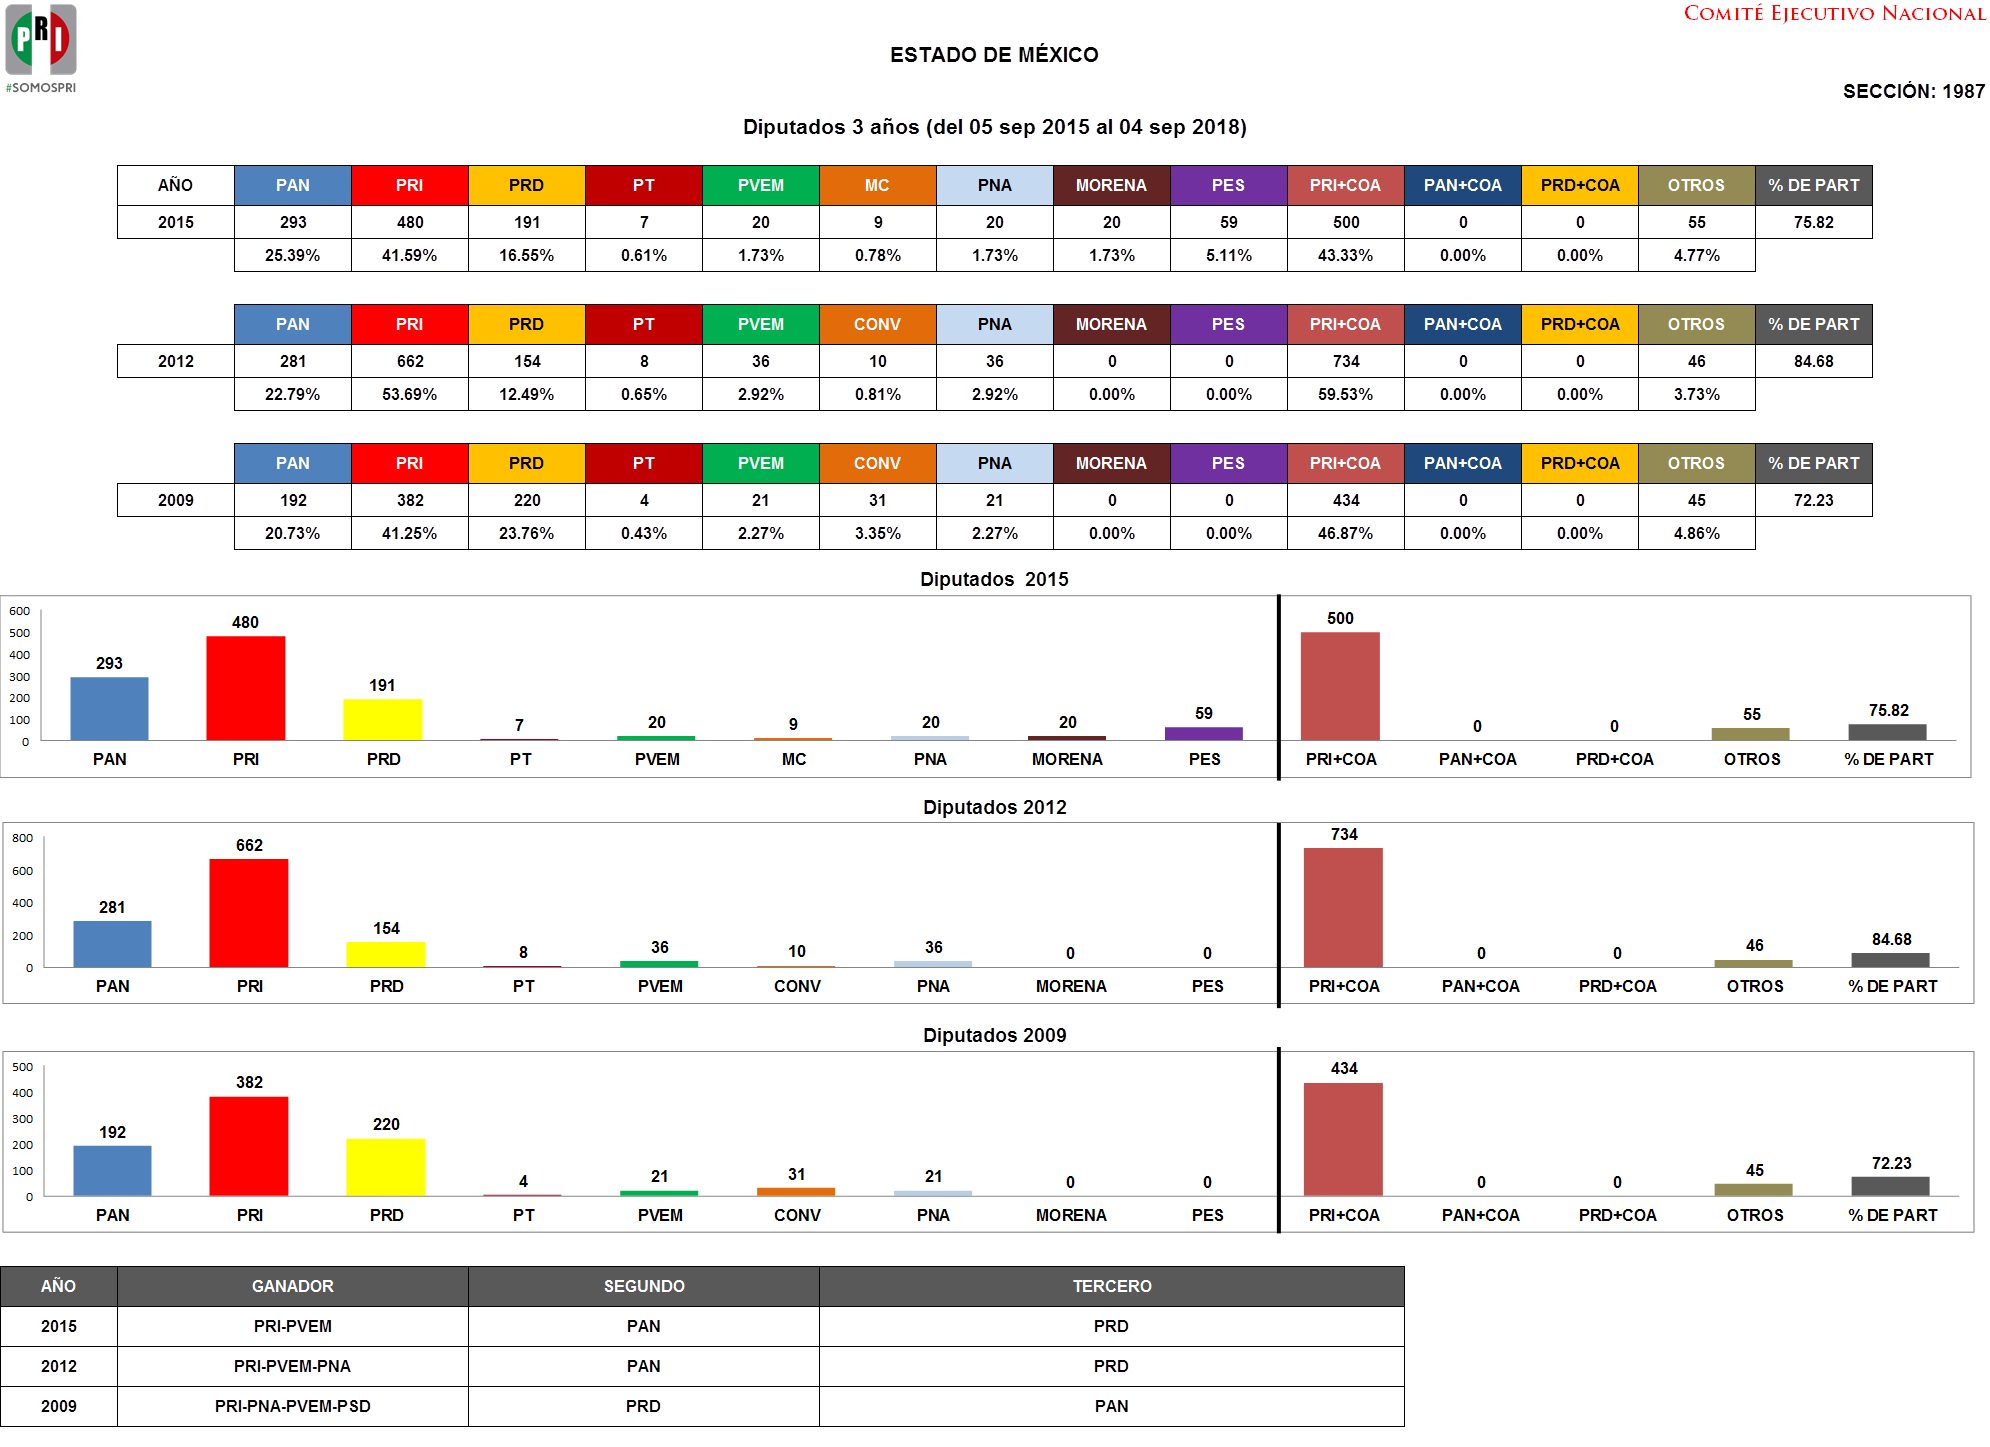 PRI
#SOMOSPRI
COMITÉ EJECUTIVO NACIONAL
ESTADO DE MÉXICO
SECCIÓN: 1987
Diputados 3 años (del 05 sep 2015 al 04 sep 2018)
AÑO PAN PRI PRD PT PVEM MC PNA MORENA PES PRI+COA PAN+COA PRD+COA OTROS % DE PART
2015 293 480 191 7 20 9 20 20 59 500 0 0 55 75.82
25.39% 41.59% 16.55% 0.61% 1.73% 0.78% 1.73% 1.73% 5.11% 43.33% 0.00% 0.00% 4.77%
PAN PRI PRD PT PVEM CONV PNA MORENA PES PRI+COA PAN+COA PRD+COA OTROS % DE PART
2012 281 662 154 8 36 10 36 0 0 734 0 0 46 84.68
22.79% 53.69% 12.49% 0.65% 2.92% 0.81% 2.92% 0.00% 0.00% 59.53% 0.00% 0.00% 3.73%
PAN PRI PRD PT PVEM CONV PNA MORENA PES PRI+COA PAN+COA PRD+COA OTROS % DE PART
2009 192 382 220 4 21 31 21 0 0 434 0 0 45 72.23
20.73% 41.25% 23.76% 0.43% 2.27% 3.35% 2.27% 0.00% 0.00% 46.87% 0.00% 0.00% 4.86%
Diputados 2015
600
500
400
300
200
100
0
293 480 191 7 20 9 20 20 59 500 0 0 55 75.82
PAN PRI PRD PT PVEM MC PNA MORENA PES PRI+COA PAN+COA PRD+COA OTROS % DE PART
Diputados 2012
800
600
400
200
0
281 662 154 8 36 10 36 0 0 734 0 0 46 84.68
PAN PRI PRD PT PVEM CONV PNA MORENA PES PRI+COA PAN+COA PRD+COA OTROS % DE PART
Diputados 2009
500
400
300
200
100
0
192 382 220 4 21 31 21 0 0 434 0 0 45 72.23
PAN PRI PRD PT PVEM CONV PNA MORENA PES PRI+COA PAN+COA PRD+COA OTROS % DE PART
AÑO GANADOR SEGUNDO TERCERO
2015 PRI-PVEM PAN PRD
2012 PRI-PVEM-PNA PAN PRD
2009 PRI-PNA-PVEM-PSD PRD PAN